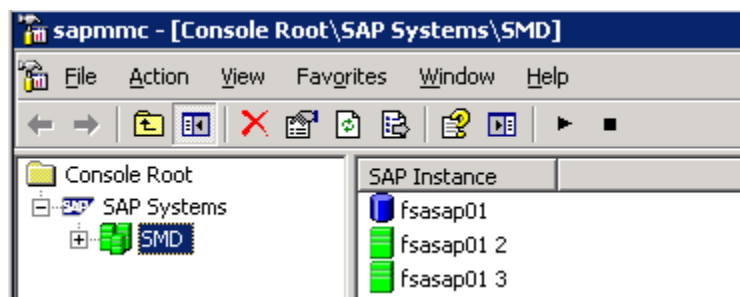 sapmmc - [Console Root\SAP Systems\SMD]
File Action View Favorites Window Help
Console Root
SAP Instance
SAP SAP Systems
fsasap01
SMD
fsasap01 2
fsasap01 3